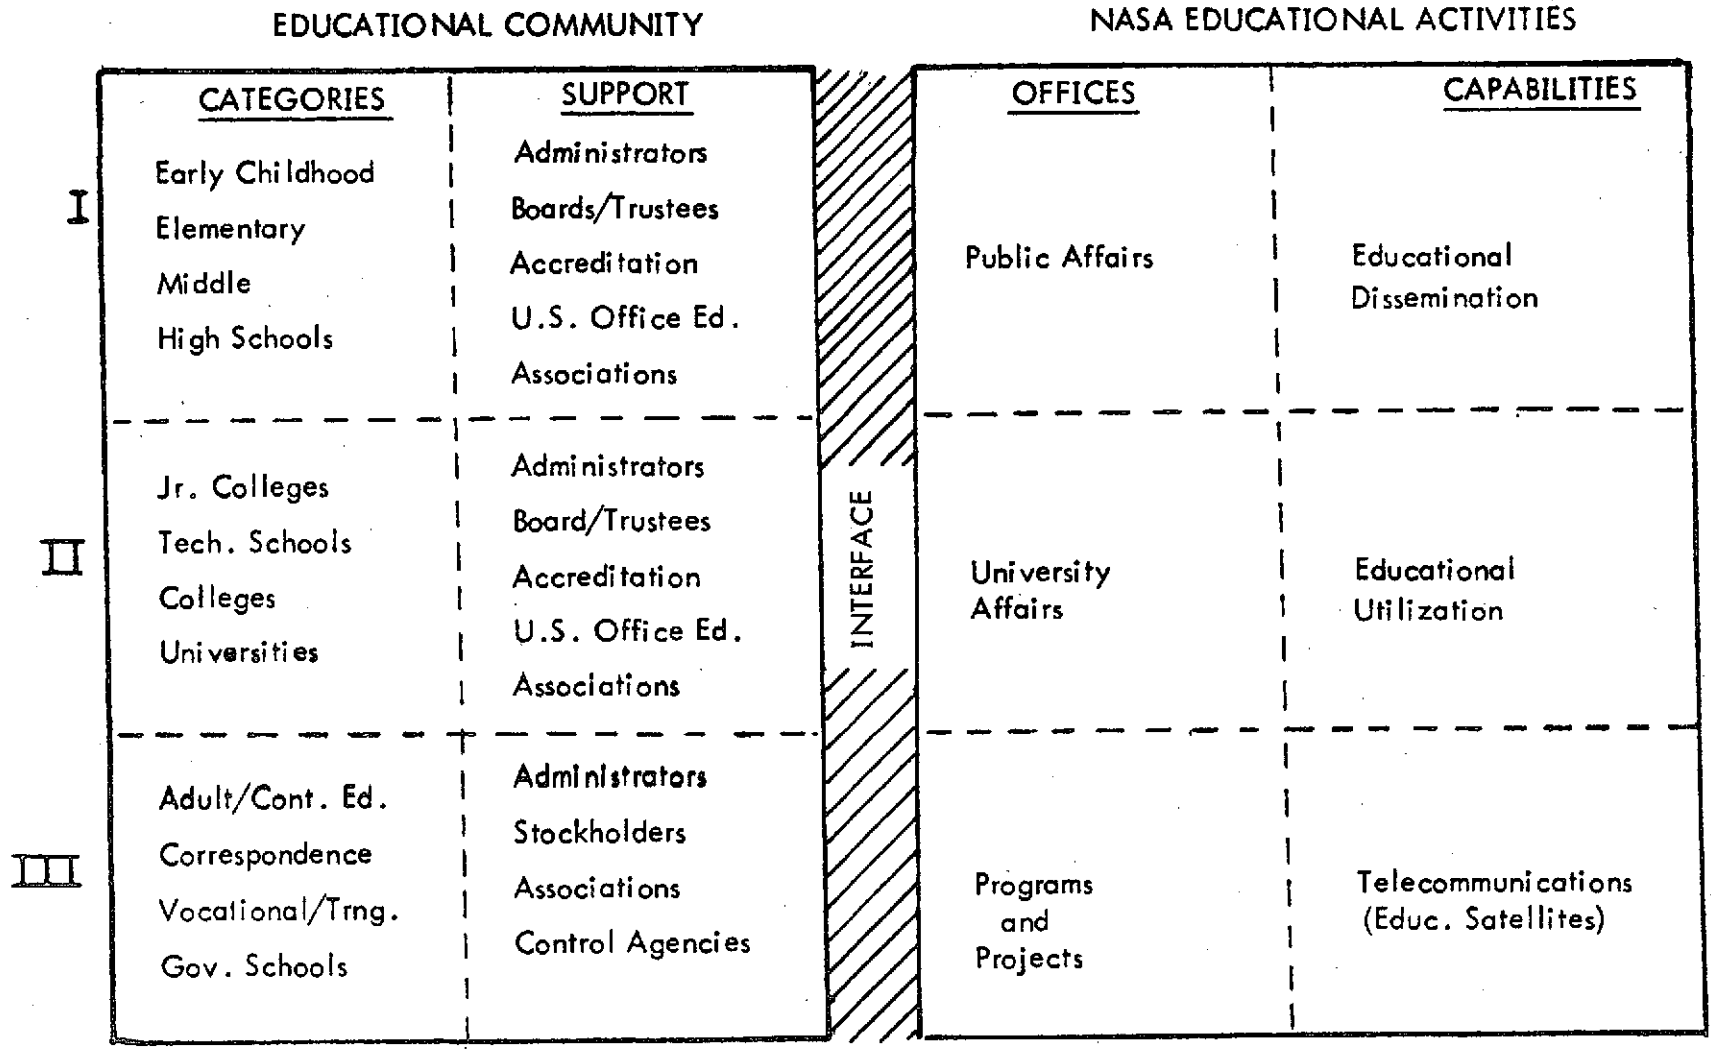 EDUCATIONAL COMMUNITY
NASA EDUCATIONAL ACTIVITIES
CATEGORIES
SUPPORT
OFFICES
CAPABILITIES
I
Early Childhood
Elementary
Middle
High Schools
Administrators
Boards/Trustees
Accreditation
U.S. Office Ed.
Associations
Public Affairs
Educational
Dissemination
II
Jr. Colleges
Tech. Schools
Colleges
Universities
Administrators
Board/Trustees
Accreditation
U.S. Office Ed.
Associations
INTERFACE
University
Affairs
Educational
Utilization
III
Adult/Cont. Ed.
Correspondence
Vocational/Trng.
Gov. Schools
Administrators
Stockholders
Associations
Control Agencies
Programs
and
Projects
Telecommunications
(Educ. Satellites)